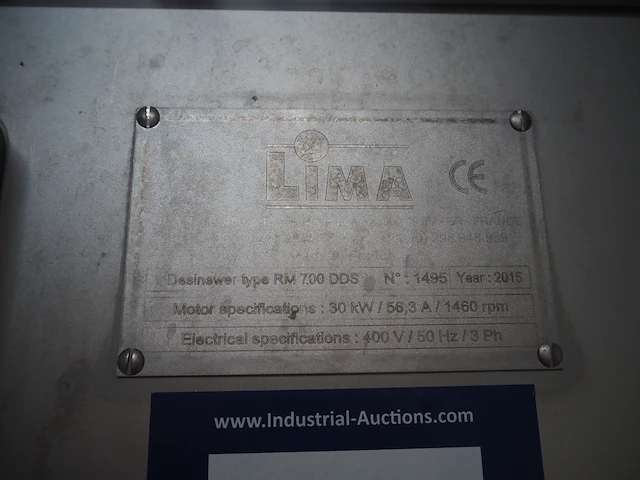 LIMA
CE
FRANCE
Desinewer type RM 700 DDS N° : 1495 Year : 2015
Motor specifications : 30 kW / 56,3 A / 1460 rpm
Electrical specifications : 400 V / 50 Hz / 3 Ph
www.Industrial-Auctions.com